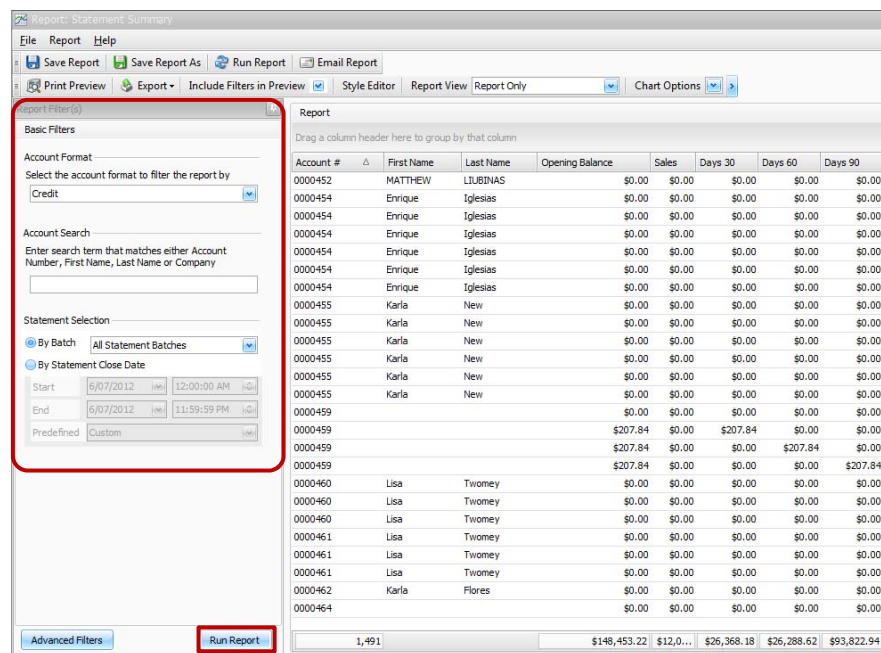 Report: Statement Summary
File Report Help
Save Report Save Report As Run Report Email Report
Print Preview Export Include Filters in Preview Style Editor Report View Report Only Chart Options
Report Filter(s)
Basic Filters
Account Format
Select the account format to filter the report by
Credit
Account Search
Enter search term that matches either Account
Number, First Name, Last Name or Company
Statement Selection
By Batch All Statement Batches
By Statement Close Date
Start 6/07/2012 12:00:00 AM
End 6/07/2012 11:59:59 PM
Predefined Custom
Advanced Filters Run Report
Report
Drag a column header here to group by that column
Account # First Name Last Name Opening Balance Sales Days 30 Days 60 Days 90
0000452 MATTHEW LIUBINAS $0.00 $0.00 $0.00 $0.00 $0.00
0000454 Enrique Iglesias $0.00 $0.00 $0.00 $0.00 $0.00
0000454 Enrique Iglesias $0.00 $0.00 $0.00 $0.00 $0.00
0000454 Enrique Iglesias $0.00 $0.00 $0.00 $0.00 $0.00
0000454 Enrique Iglesias $0.00 $0.00 $0.00 $0.00 $0.00
0000454 Enrique Iglesias $0.00 $0.00 $0.00 $0.00 $0.00
0000454 Enrique Iglesias $0.00 $0.00 $0.00 $0.00 $0.00
0000455 Karla New $0.00 $0.00 $0.00 $0.00 $0.00
0000455 Karla New $0.00 $0.00 $0.00 $0.00 $0.00
0000455 Karla New $0.00 $0.00 $0.00 $0.00 $0.00
0000455 Karla New $0.00 $0.00 $0.00 $0.00 $0.00
0000455 Karla New $0.00 $0.00 $0.00 $0.00 $0.00
0000455 Karla New $0.00 $0.00 $0.00 $0.00 $0.00
0000459 $0.00 $0.00 $0.00 $0.00 $0.00
0000459 $207.84 $0.00 $207.84 $0.00 $0.00
0000459 $207.84 $0.00 $0.00 $207.84 $0.00
0000459 $207.84 $0.00 $0.00 $0.00 $207.84
0000460 Lisa Twomey $0.00 $0.00 $0.00 $0.00 $0.00
0000460 Lisa Twomey $0.00 $0.00 $0.00 $0.00 $0.00
0000460 Lisa Twomey $0.00 $0.00 $0.00 $0.00 $0.00
0000461 Lisa Twomey $0.00 $0.00 $0.00 $0.00 $0.00
0000461 Lisa Twomey $0.00 $0.00 $0.00 $0.00 $0.00
0000461 Lisa Twomey $0.00 $0.00 $0.00 $0.00 $0.00
0000462 Karla Flores $0.00 $0.00 $0.00 $0.00 $0.00
0000464 $0.00 $0.00 $0.00 $0.00 $0.00
1,491 $148,453.22 $12,0... $26,368.18 $26,288.62 $93,822.94